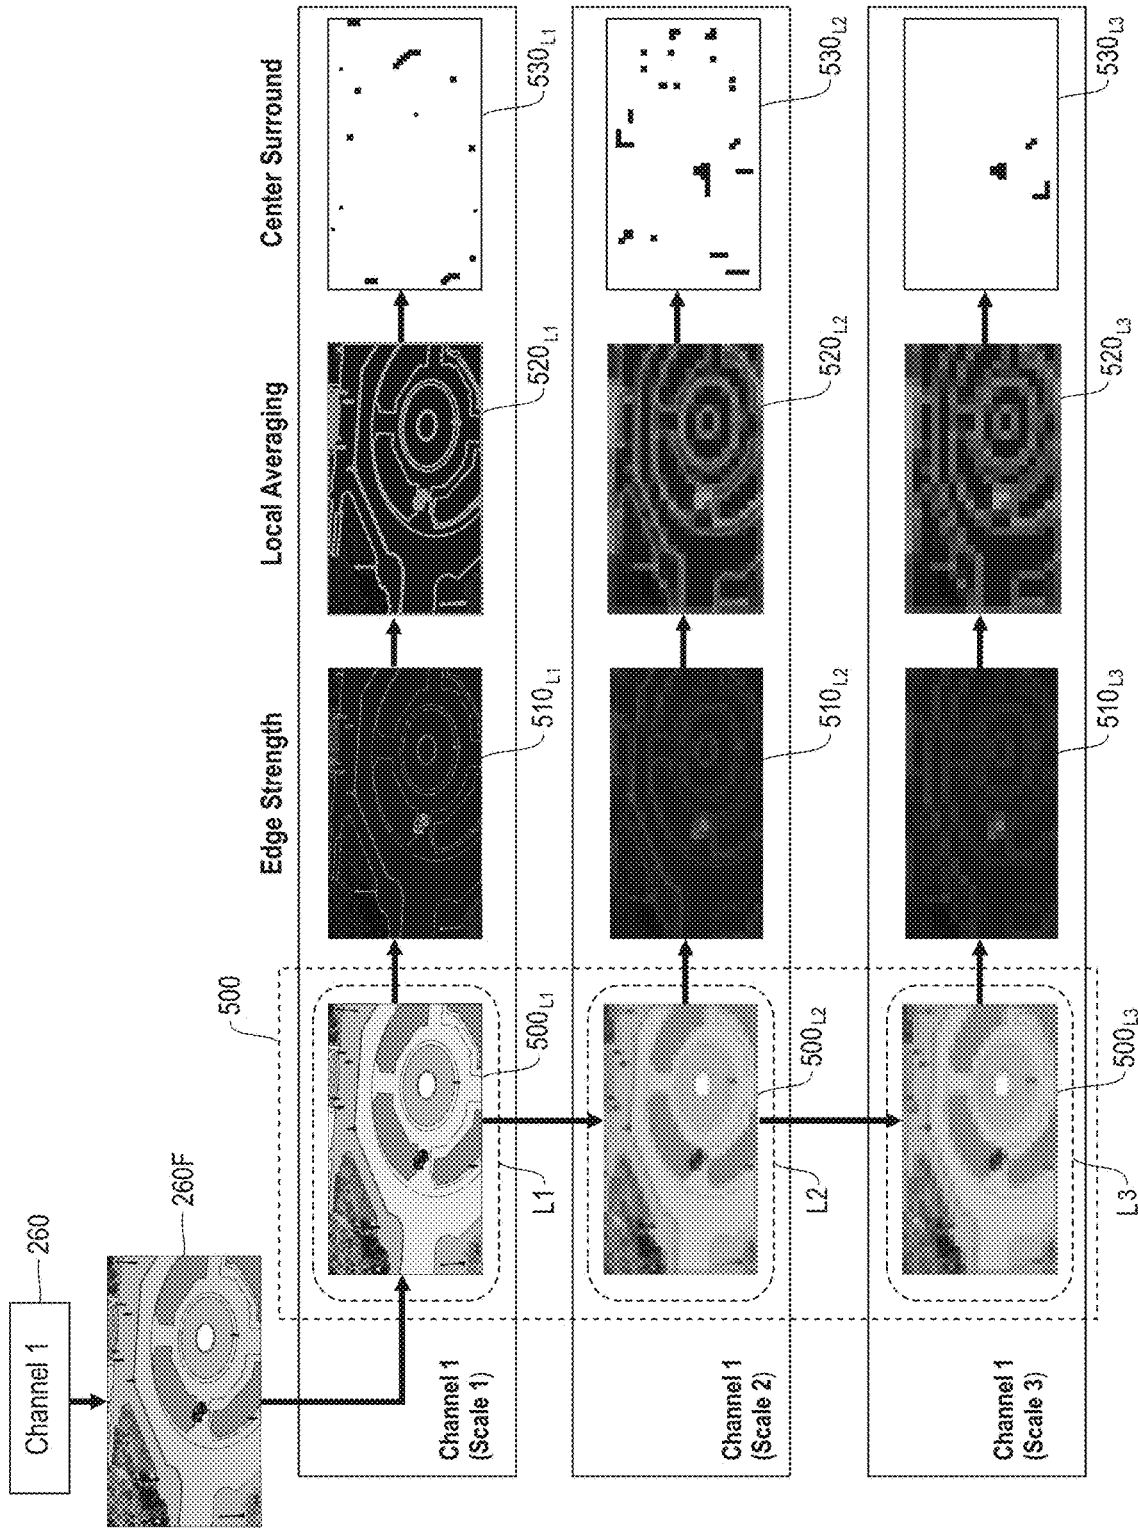 Channel 1
260
260F
500
Edge Strength
Local Averaging
Center Surround
Channel 1
(Scale 1)
L1
500L1
510L1
520L1
530L1
Channel 1
(Scale 2)
L2
500L2
510L2
520L2
530L2
Channel 1
(Scale 3)
L3
500L3
510L3
520L3
530L3